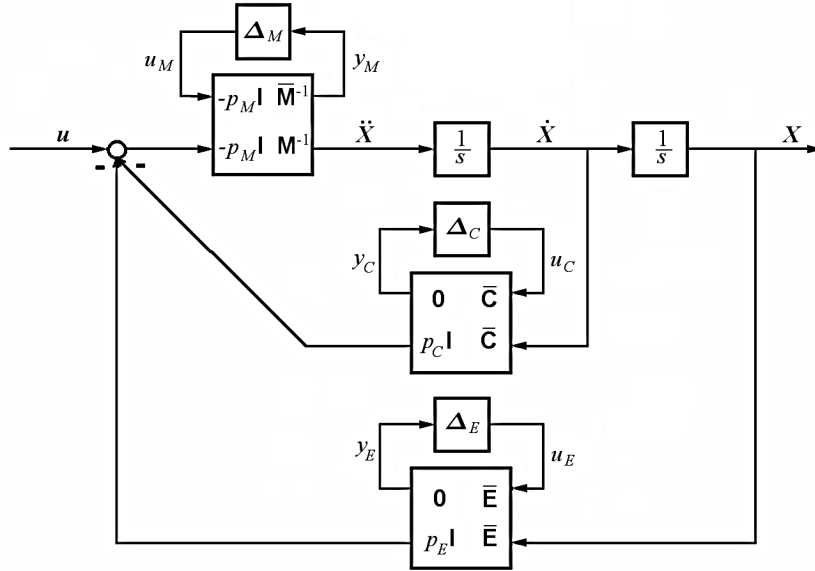 Δ_M
u_M y_M
-p_M I M̅⁻¹
-p_M I M⁻¹
u Ẍ 1/s Ẋ 1/s X
- -
Δ_C
y_C u_C
0 C̅
p_C I C̅
Δ_E
y_E u_E
0 E̅
p_E I E̅